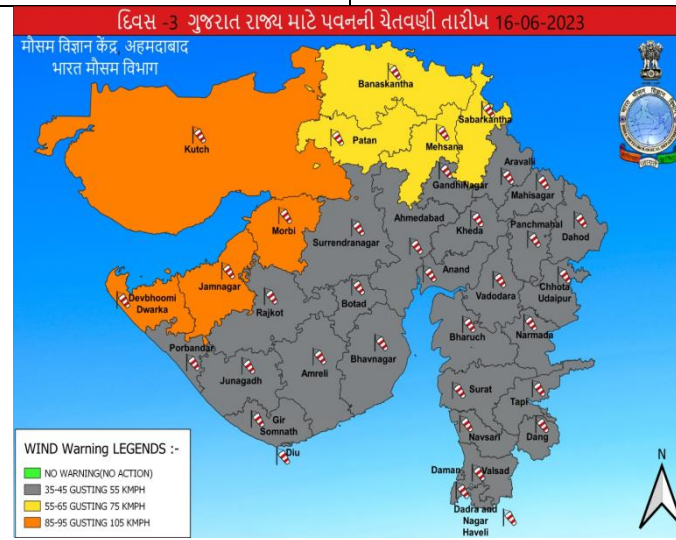 દિવસ -3 ગુજરાત રાજ્ય માટે પવનની ચેતવણી તારીખ 16-06-2023
मौसम विज्ञान केंद्र, अहमदाबाद
भारत मौसम विभाग
Banaskantha
Sabarkantha
Patan
Mehsana
Kutch
Aravalli
GandhiNagar
Mahisagar
Morbi
Ahmedabad
Kheda
Panchmahal
Dahod
Surrendranagar
Anand
Jamnagar
Devbhoomi
Dwarka
Rajkot
Botad
Vadodara
Chhota
Udaipur
Porbandar
Bharuch
Narmada
Junagadh
Amreli
Bhavnagar
Surat
Tapi
Gir
Somnath
Navsari
Dang
Diu
Daman
Valsad
Dadra and
Nagar
Haveli
N
WIND Warning LEGENDS :-
NO WARNING(NO ACTION)
35-45 GUSTING 55 KMPH
55-65 GUSTING 75 KMPH
85-95 GUSTING 105 KMPH